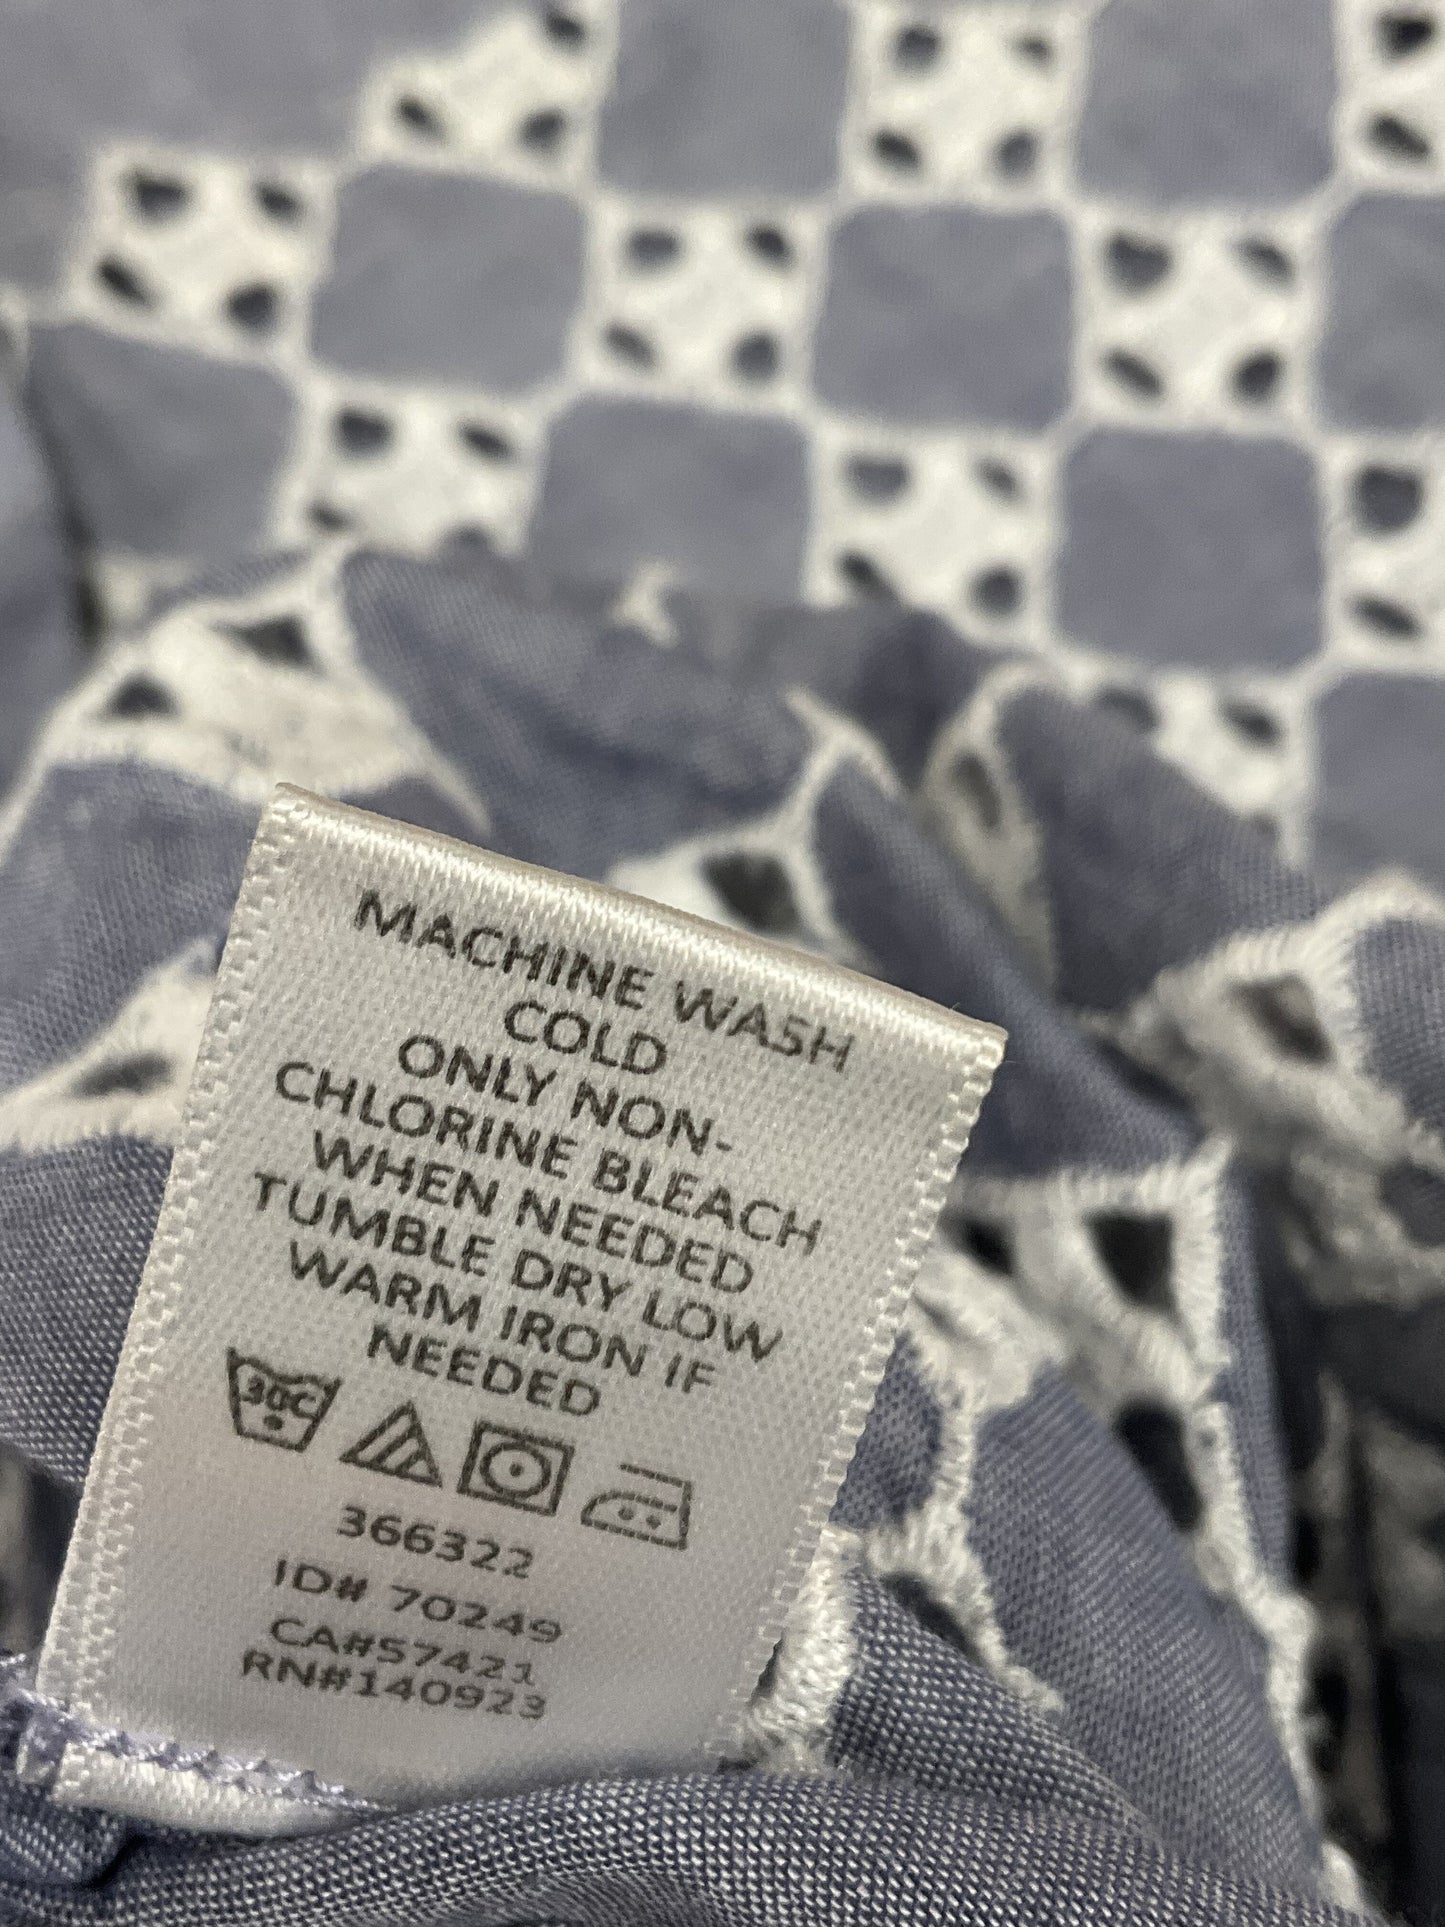 MACHINE WASH
COLD
ONLY NON-
CHLORINE BLEACH
WHEN NEEDED
TUMBLE DRY LOW
WARM IRON IF
NEEDED
30C
366322
ID# 70249
CA#57421
RN#140923